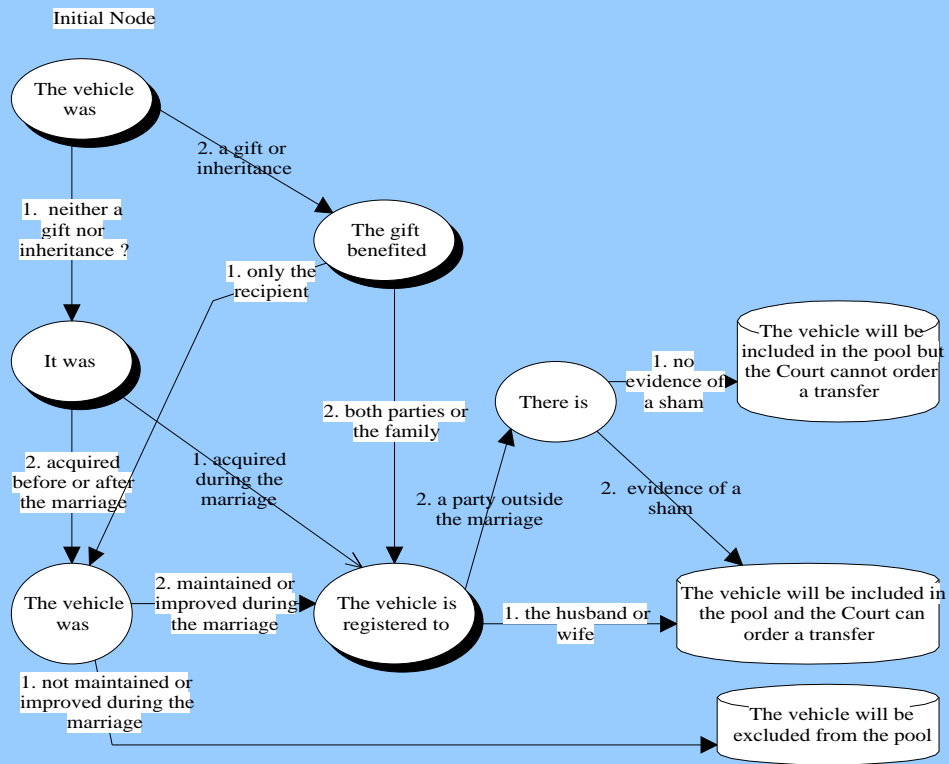 Initial Node
The vehicle
was
2. a gift or
inheritance
1. neither a
gift nor
inheritance ?
The gift
benefited
1. only the
recipient
It was
The vehicle will be
included in the pool but
the Court cannot order
a transfer
1. no
evidence of
a sham
There is
2. both parties or
the family
2. acquired
before or after
the marriage
1. acquired
during the
marriage
2. a party outside
the marriage
2. evidence of a
sham
The vehicle
was
2. maintained or
improved during
the marriage
The vehicle is
registered to
1. the husband or
wife
The vehicle will be included in
the pool and the Court can
order a transfer
1. not maintained or
improved during the
marriage
The vehicle will be
excluded from the pool